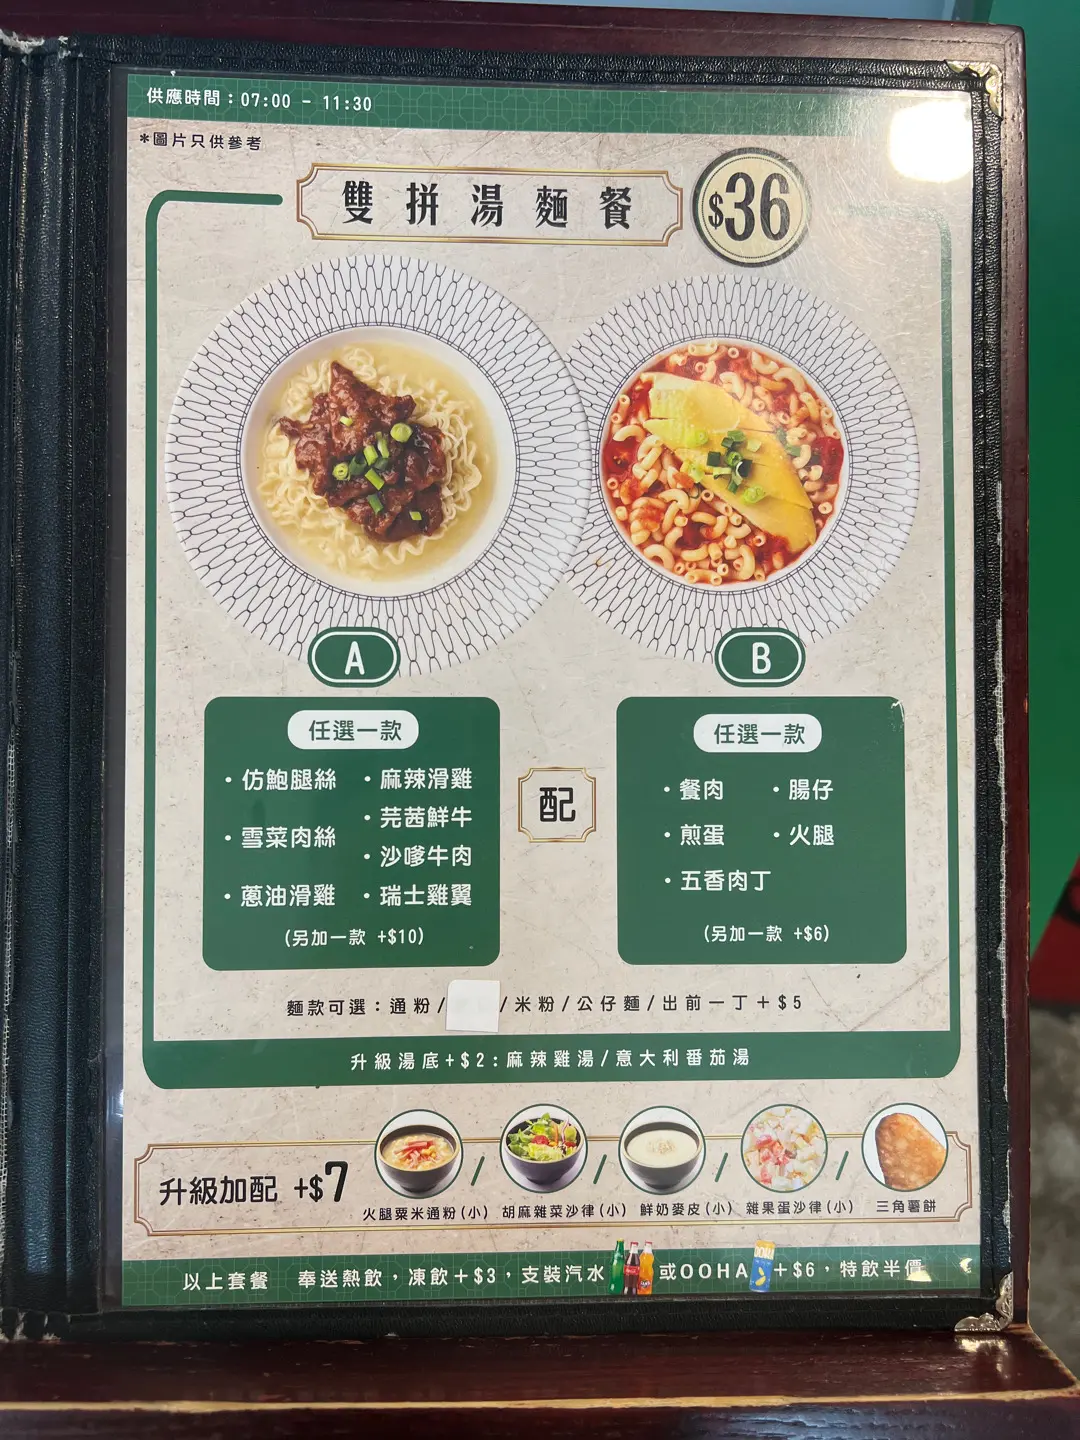 供應時間：07:00 - 11:30
*圖片只供參考
雙拼湯麵餐
$36
A
B
任選一款
・仿鮑腿絲
・麻辣滑雞
・芫茜鮮牛
・雪菜肉絲
・沙嗲牛肉
・蔥油滑雞
・瑞士雞翼
(另加一款 +$10)
配
任選一款
・餐肉
・腸仔
・煎蛋
・火腿
・五香肉丁
(另加一款 +$6)
麵款可選：通粉/ /米粉/公仔麵/出前一丁+$5
升級湯底+$2:麻辣雞湯/意大利番茄湯
升級加配 +$7
火腿粟米通粉(小)
胡麻雜菜沙律(小)
鮮奶麥皮(小)
雜果蛋沙律(小)
三角薯餅
以上套餐 奉送熱飲，凍飲+$3，支裝汽水 或OOHA +$6，特飲半價